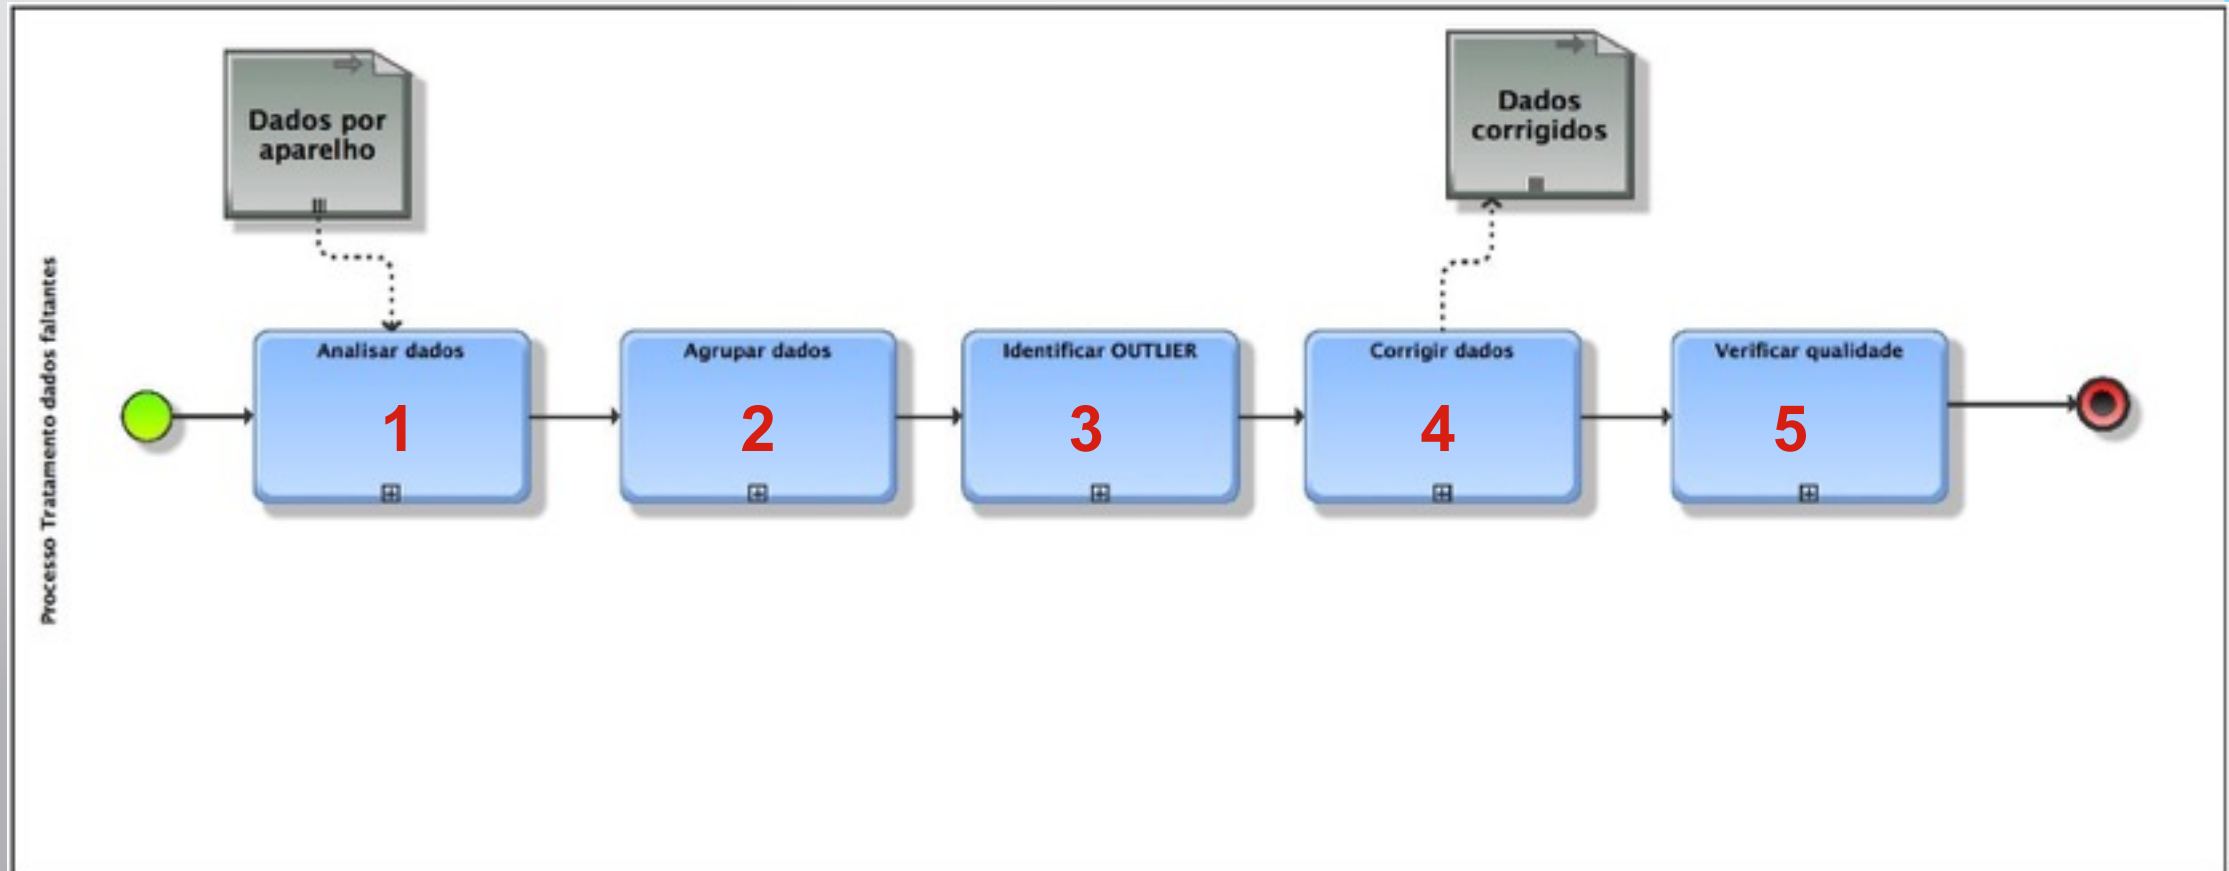 Dados por
aparelho
Dados
corrigidos
Processo Tratamento dados faltantes
Analisar dados
1
Agrupar dados
2
Identificar OUTLIER
3
Corrigir dados
4
Verificar qualidade
5